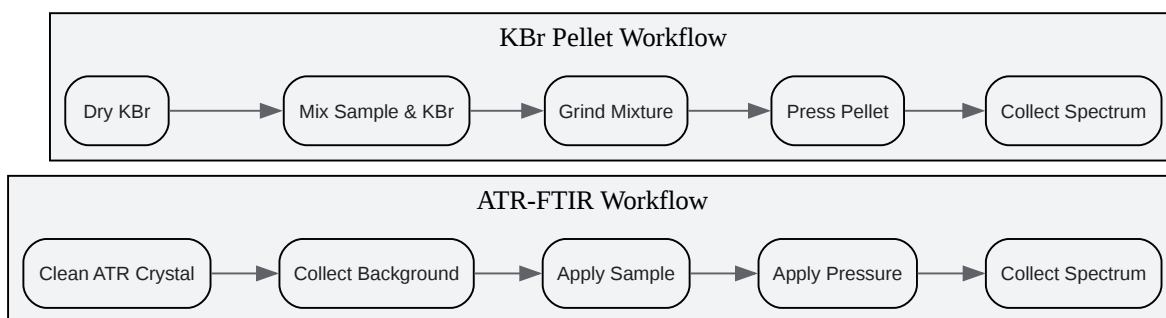 KBr Pellet Workflow
Dry KBr
Mix Sample & KBr
Grind Mixture
Press Pellet
Collect Spectrum
ATR-FTIR Workflow
Clean ATR Crystal
Collect Background
Apply Sample
Apply Pressure
Collect Spectrum